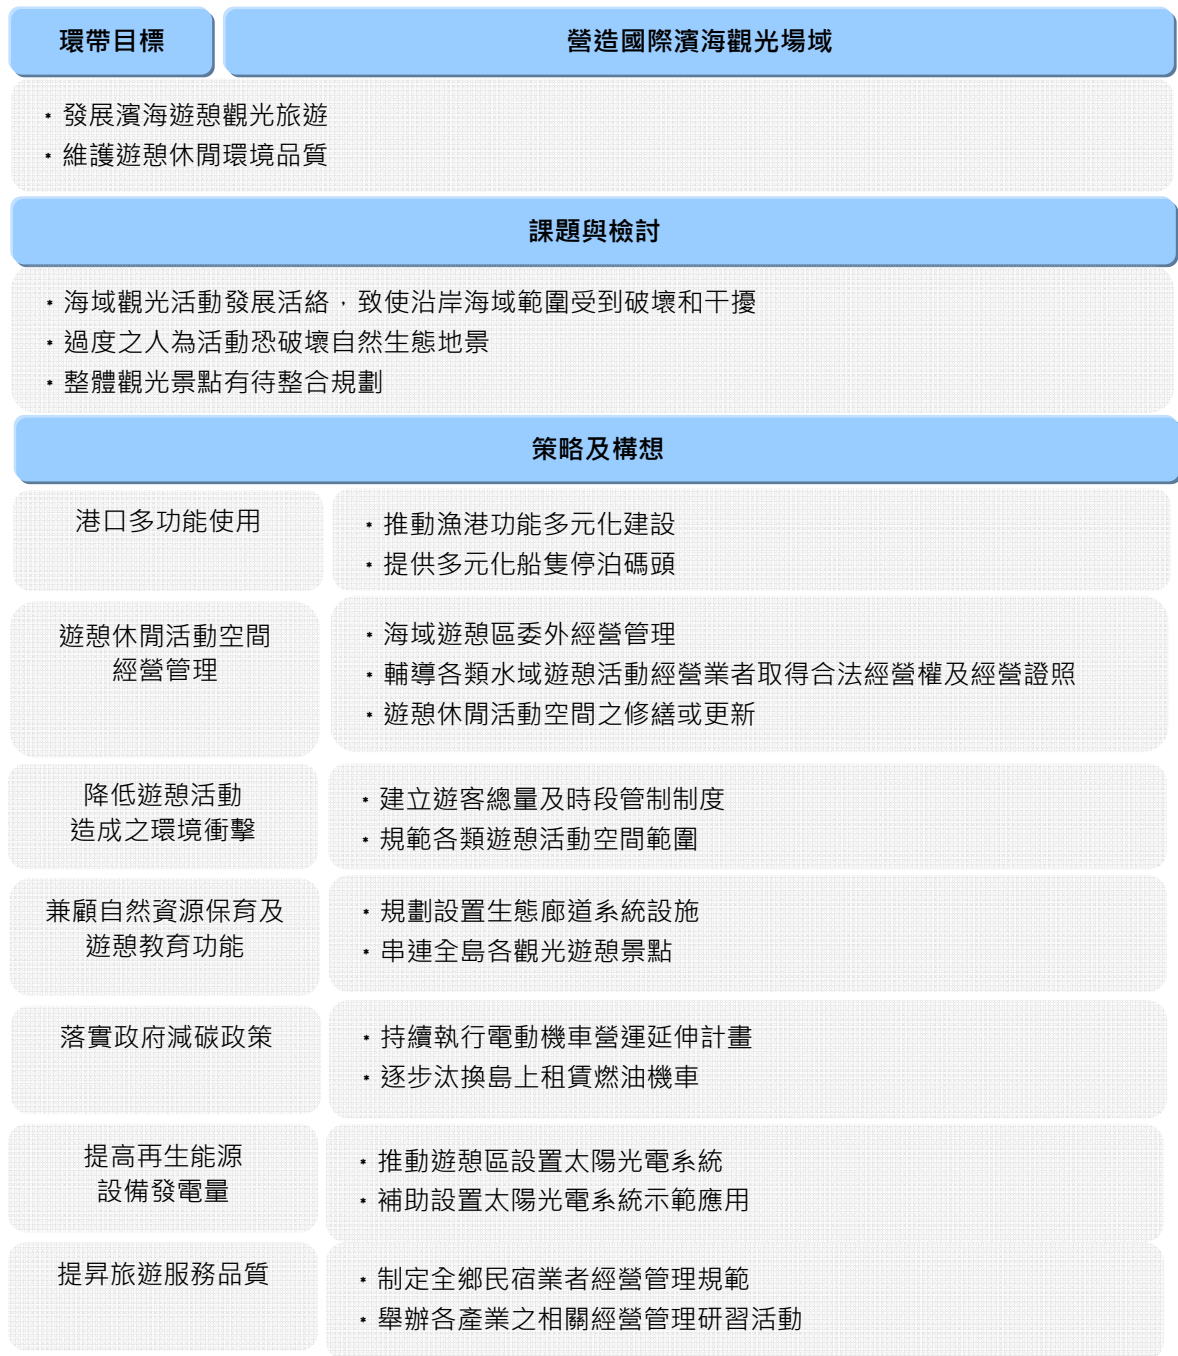 環帶目標
營造國際濱海觀光場域
・發展濱海遊憩觀光旅遊
・維護遊憩休閒環境品質
課題與檢討
・海域觀光活動發展活絡，致使沿岸海域範圍受到破壞和干擾
・過度之人為活動恐破壞自然生態地景
・整體觀光景點有待整合規劃
策略及構想
港口多功能使用
・推動漁港功能多元化建設
・提供多元化船隻停泊碼頭
遊憩休閒活動空間
經營管理
・海域遊憩區委外經營管理
・輔導各類水域遊憩活動經營業者取得合法經營權及經營證照
・遊憩休閒活動空間之修繕或更新
降低遊憩活動
造成之環境衝擊
・建立遊客總量及時段管制制度
・規範各類遊憩活動空間範圍
兼顧自然資源保育及
遊憩教育功能
・規劃設置生態廊道系統設施
・串連全島各觀光遊憩景點
落實政府減碳政策
・持續執行電動機車營運延伸計畫
・逐步汰換島上租賃燃油機車
提高再生能源
設備發電量
・推動遊憩區設置太陽光電系統
・補助設置太陽光電系統示範應用
提昇旅遊服務品質
・制定全鄉民宿業者經營管理規範
・舉辦各產業之相關經營管理研習活動